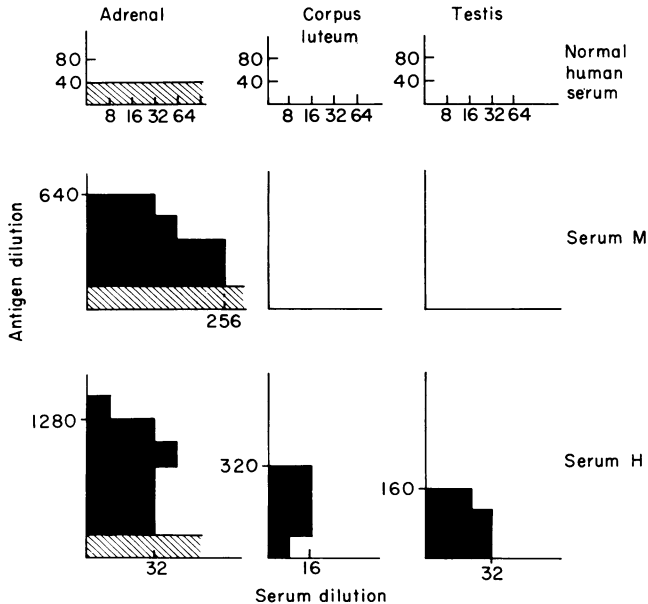 Adrenal
Corpus
luteum
Testis
80
40
8 16 32 64
80
40
8 16 32 64
80
40
8 16 32 64
Normal
human
serum
Antigen dilution
640
256
Serum M
1280
32
320
16
160
32
Serum H
Serum dilution